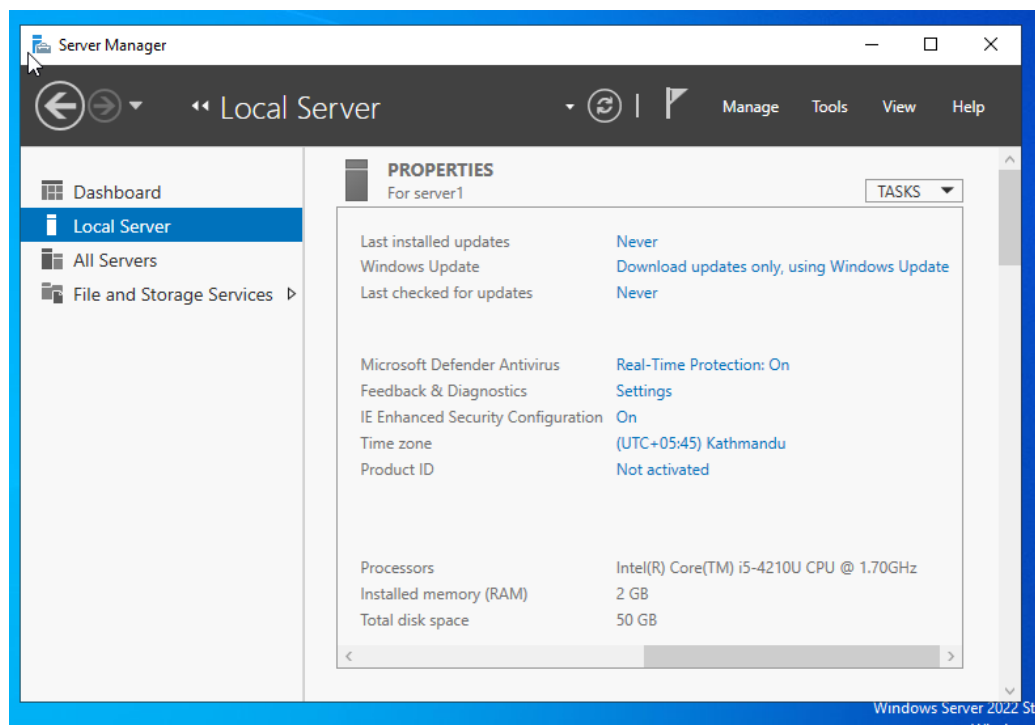 Server Manager
Local Server
Manage Tools View Help
Dashboard
Local Server
All Servers
File and Storage Services
PROPERTIES
For server1
TASKS
Last installed updates Never
Windows Update Download updates only, using Windows Update
Last checked for updates Never
Microsoft Defender Antivirus Real-Time Protection: On
Feedback & Diagnostics Settings
IE Enhanced Security Configuration On
Time zone (UTC+05:45) Kathmandu
Product ID Not activated
Processors Intel(R) Core(TM) i5-4210U CPU @ 1.70GHz
Installed memory (RAM) 2 GB
Total disk space 50 GB
Windows Server 2022 St